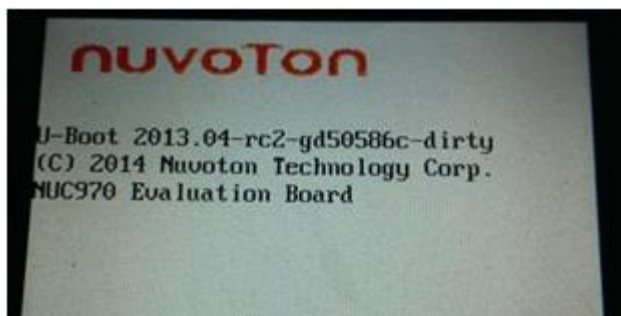 nuvoTon
U-Boot 2013.04-rc2-gd50586c-dirty
(C) 2014 Nuvoton Technology Corp.
NUC970 Evaluation Board